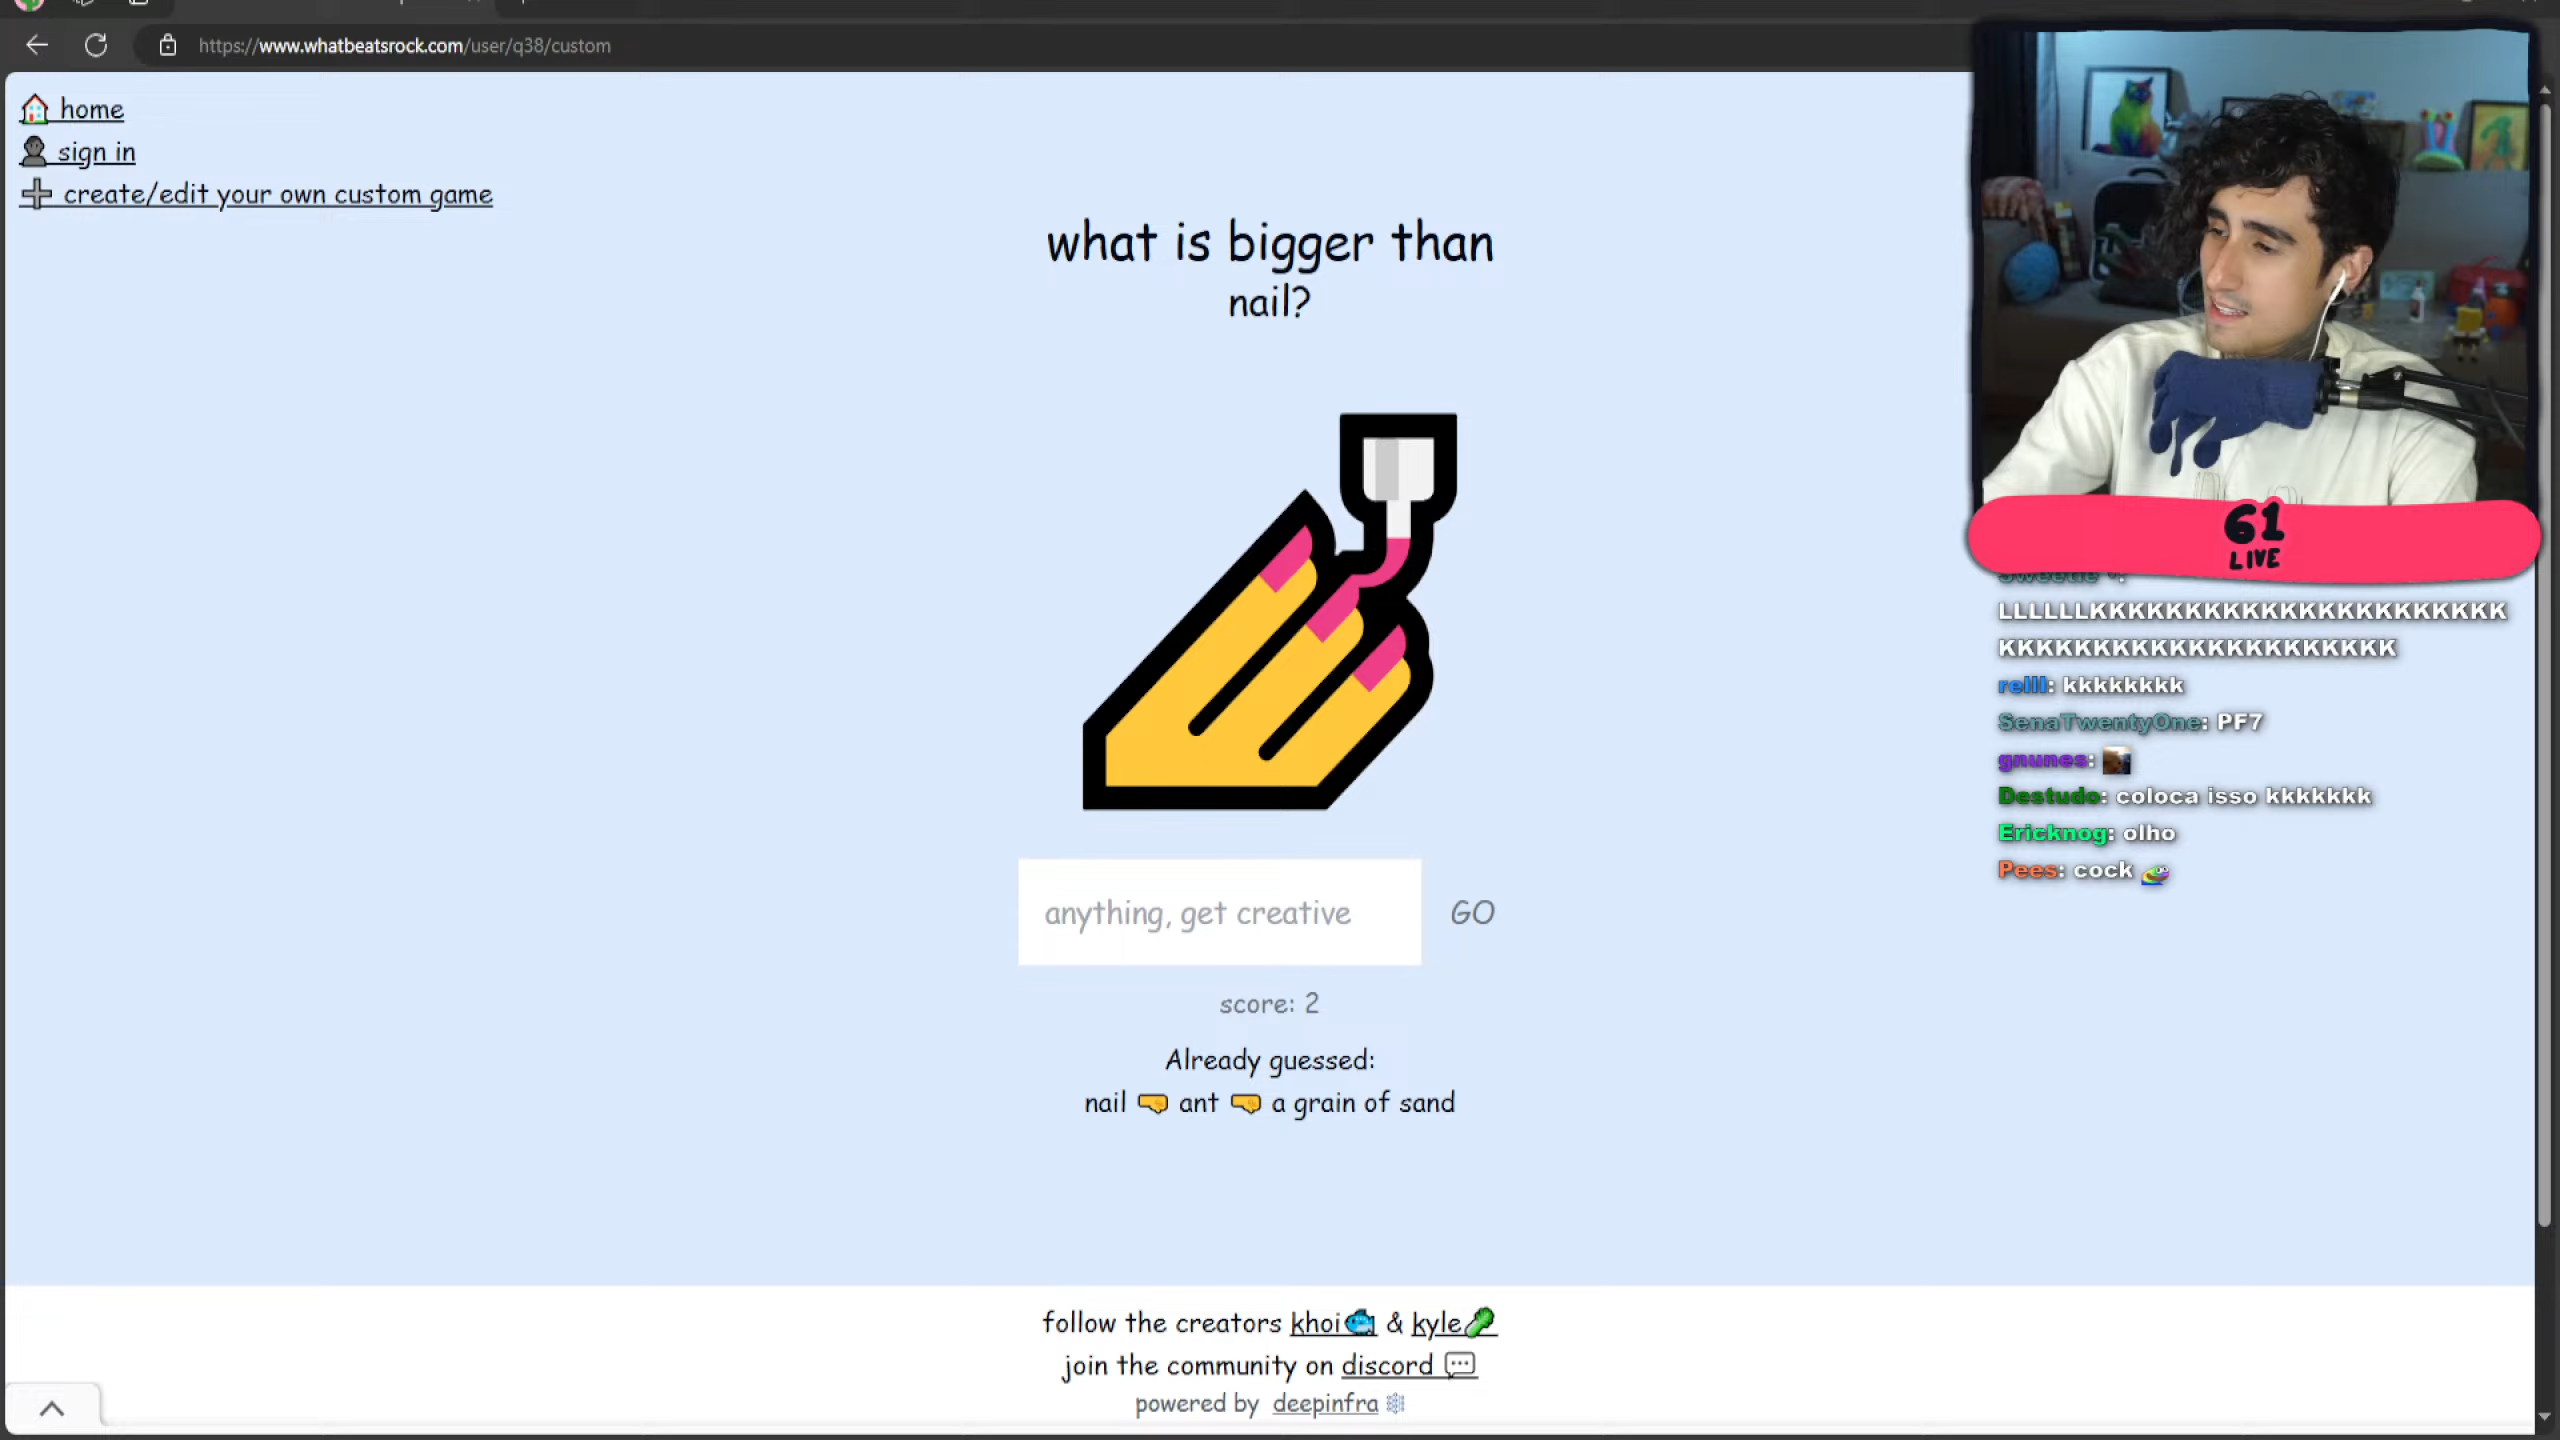 https://www.whatbeatsrock.com/user/q38/custom
home
sign in
create/edit your own custom game
what is bigger than
nail?
anything, get creative
GO
score: 2
Already guessed:
nail 🤜 ant 🤜 a grain of sand
follow the creators khoi🐟 & kyle🥬
join the community on discord 💬
powered by deepinfra
61
LIVE
Sweetie :
LLLLLLKKKKKKKKKKKKKKKKKKKKKK
KKKKKKKKKKKKKKKKKKKKK
relll: kkkkkkkk
SenaTwentyOne: PF7
gnunes:
Destudo: coloca isso kkkkkkk
Ericknog: olho
Pees: cock